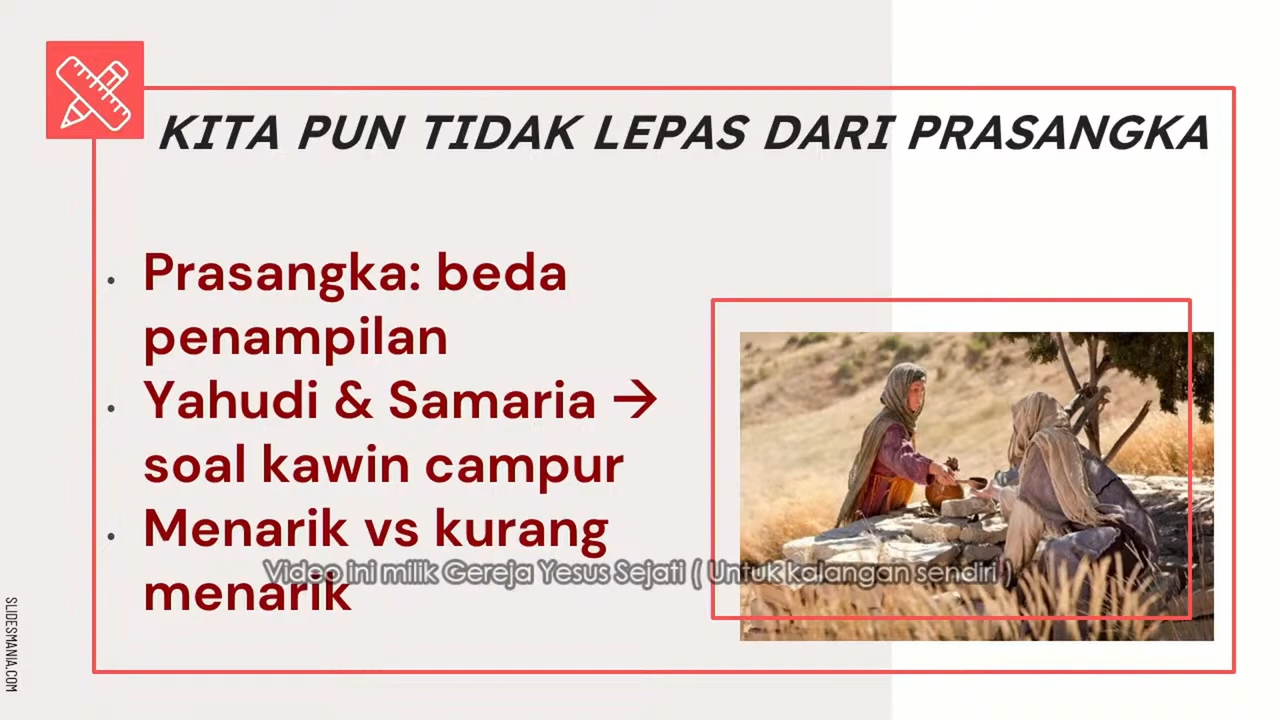 KITA PUN TIDAK LEPAS DARI PRASANGKA
• Prasangka: beda
penampilan
• Yahudi & Samaria →
soal kawin campur
• Menarik vs kurang
menarik
Video ini milik Gereja Yesus Sejati ( Untuk kalangan sendiri )
SLIDESMANIA.COM